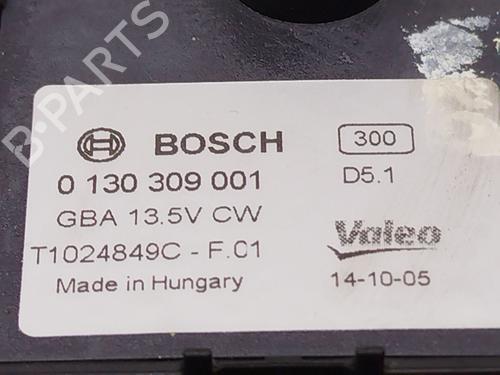 B-PARTS
BOSCH
300
0 130 309 001
D5.1
GBA 13.5V CW
Valeo
T1024849C - F.01
Made in Hungary
14-10-05